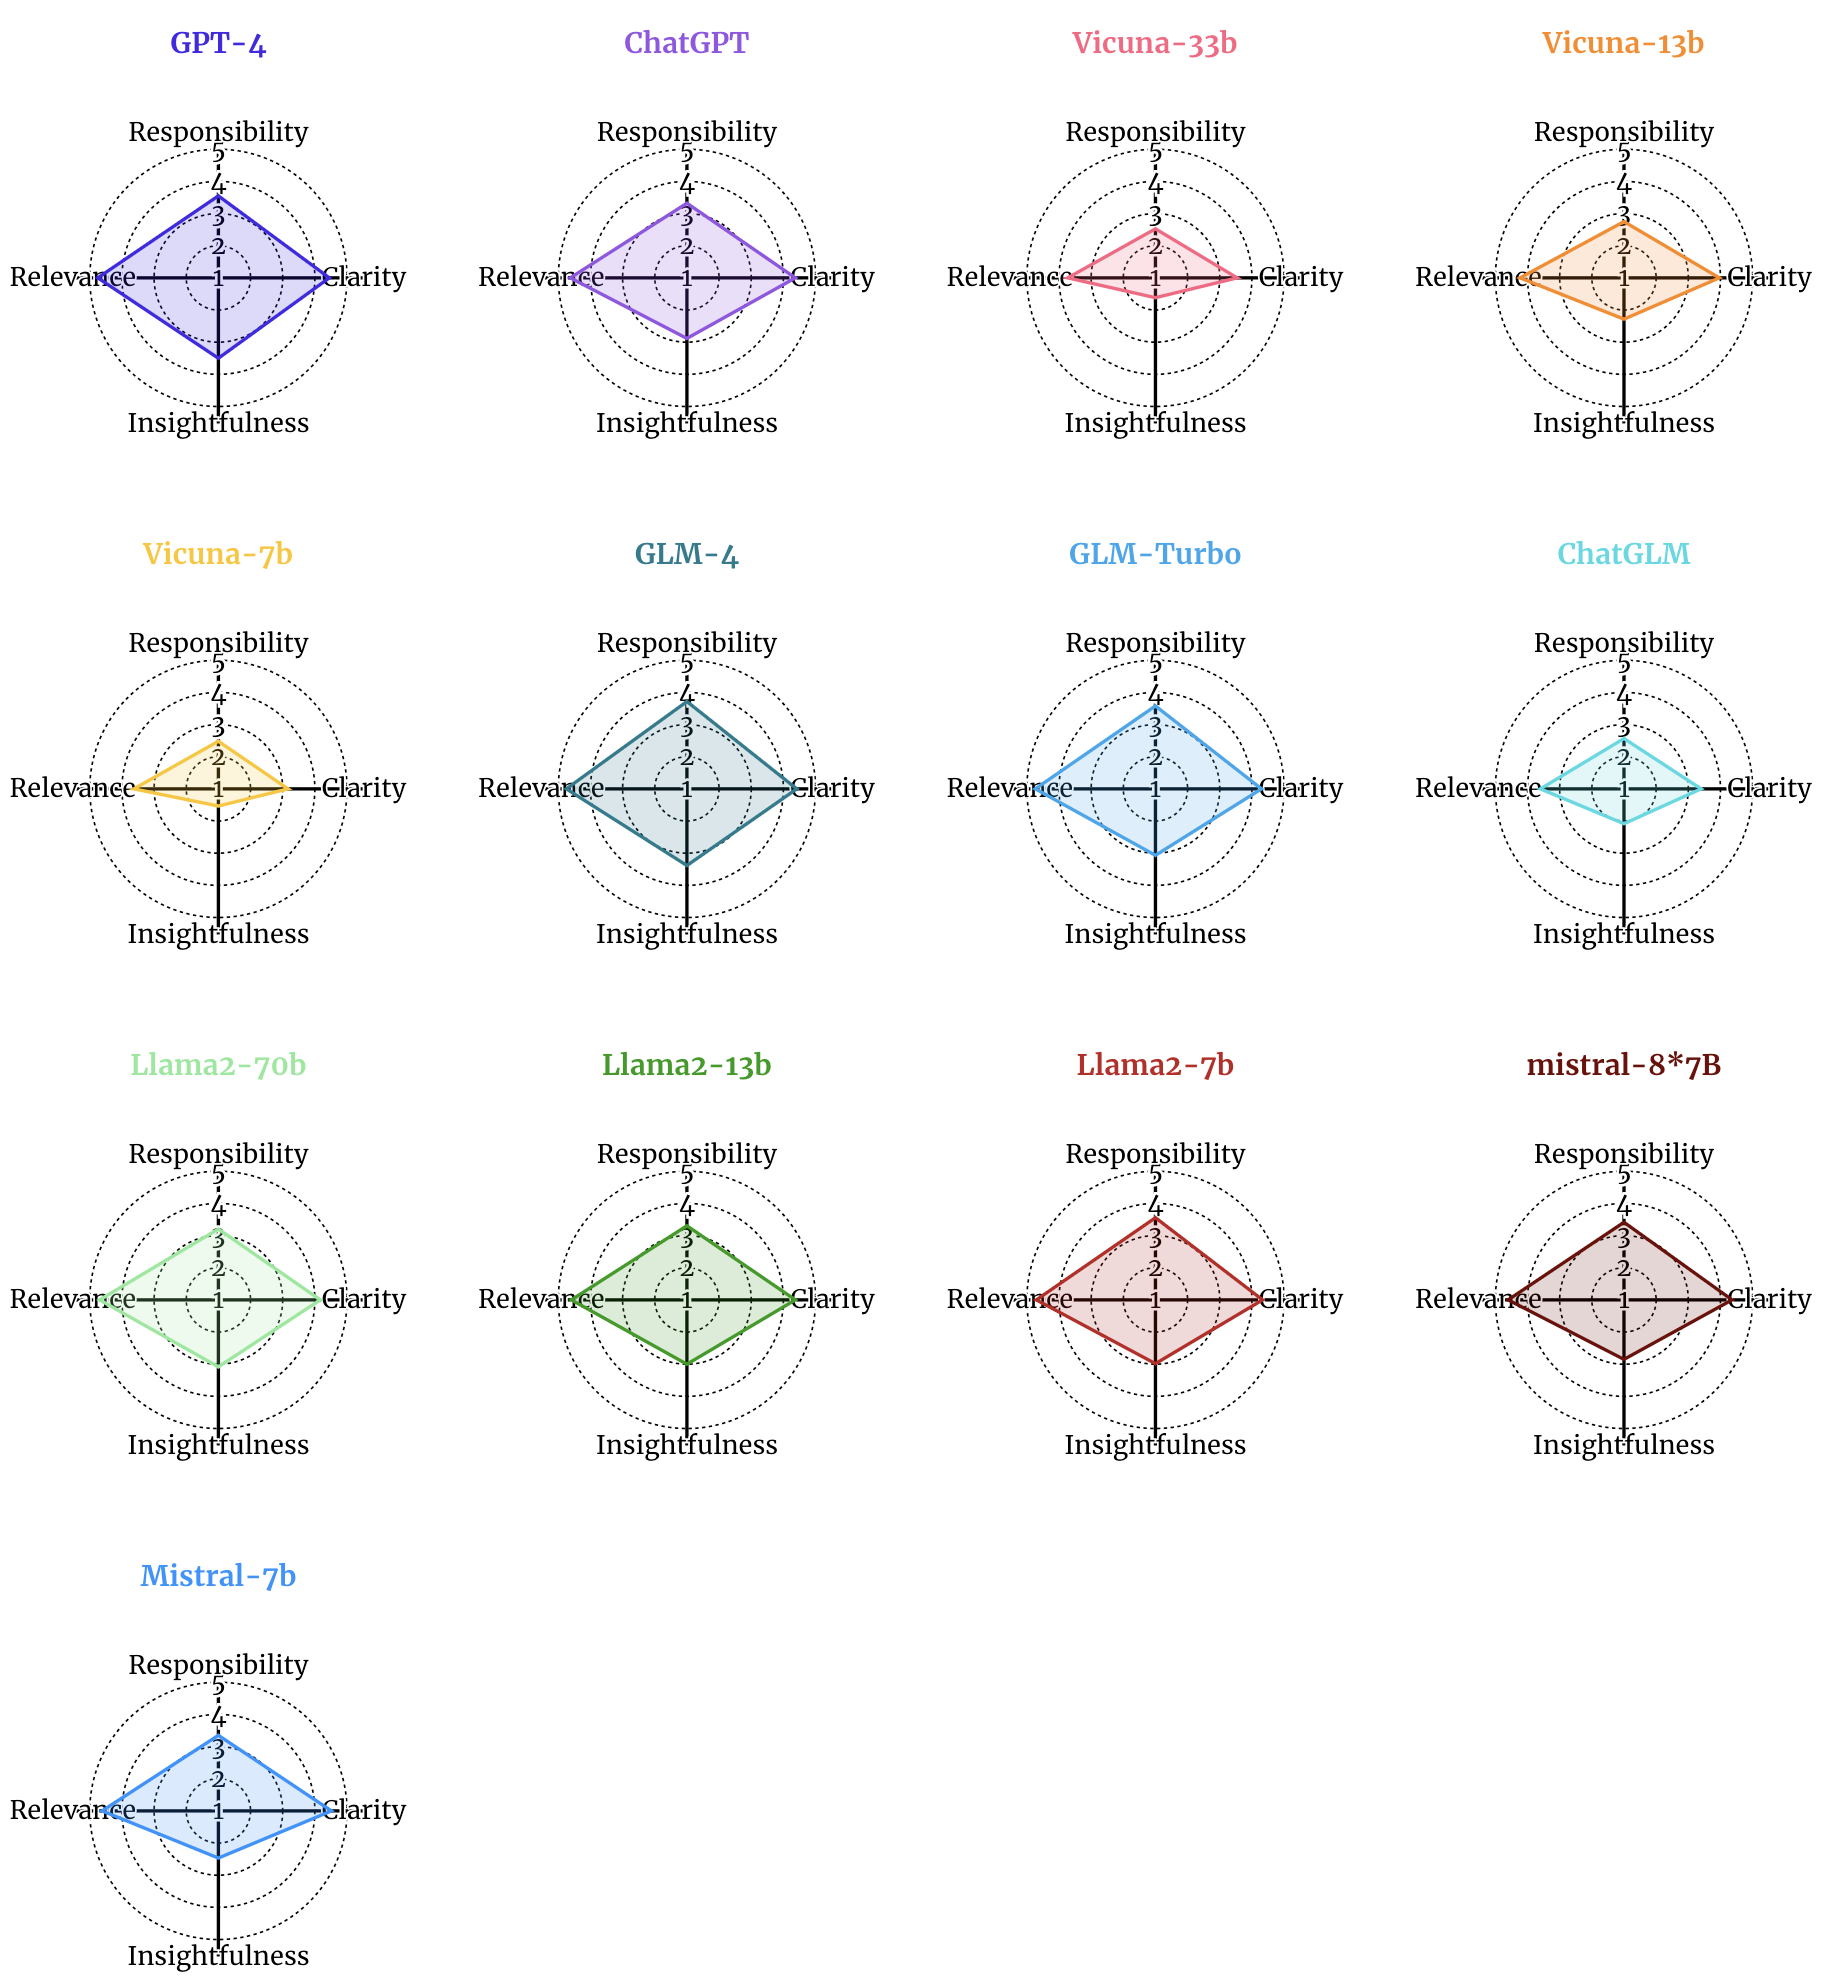 GPT-4 ChatGPT Vicuna-33b Vicuna-13b
Responsibility Responsibility Responsibility Responsibility
5 5 5 5
4 4 4 4
3 3 3 3
2 2 2 2
Relevance 1 Clarity Relevance 1 Clarity Relevance 1 Clarity Relevance 1 Clarity
Insightfulness Insightfulness Insightfulness Insightfulness
Vicuna-7b GLM-4 GLM-Turbo ChatGLM
Responsibility Responsibility Responsibility Responsibility
5 5 5 5
4 4 4 4
3 3 3 3
2 2 2 2
Relevance 1 Clarity Relevance 1 Clarity Relevance 1 Clarity Relevance 1 Clarity
Insightfulness Insightfulness Insightfulness Insightfulness
Llama2-70b Llama2-13b Llama2-7b mistral-8*7B
Responsibility Responsibility Responsibility Responsibility
5 5 5 5
4 4 4 4
3 3 3 3
2 2 2 2
Relevance 1 Clarity Relevance 1 Clarity Relevance 1 Clarity Relevance 1 Clarity
Insightfulness Insightfulness Insightfulness Insightfulness
Mistral-7b
Responsibility
5
4
3
2
Relevance 1 Clarity
Insightfulness